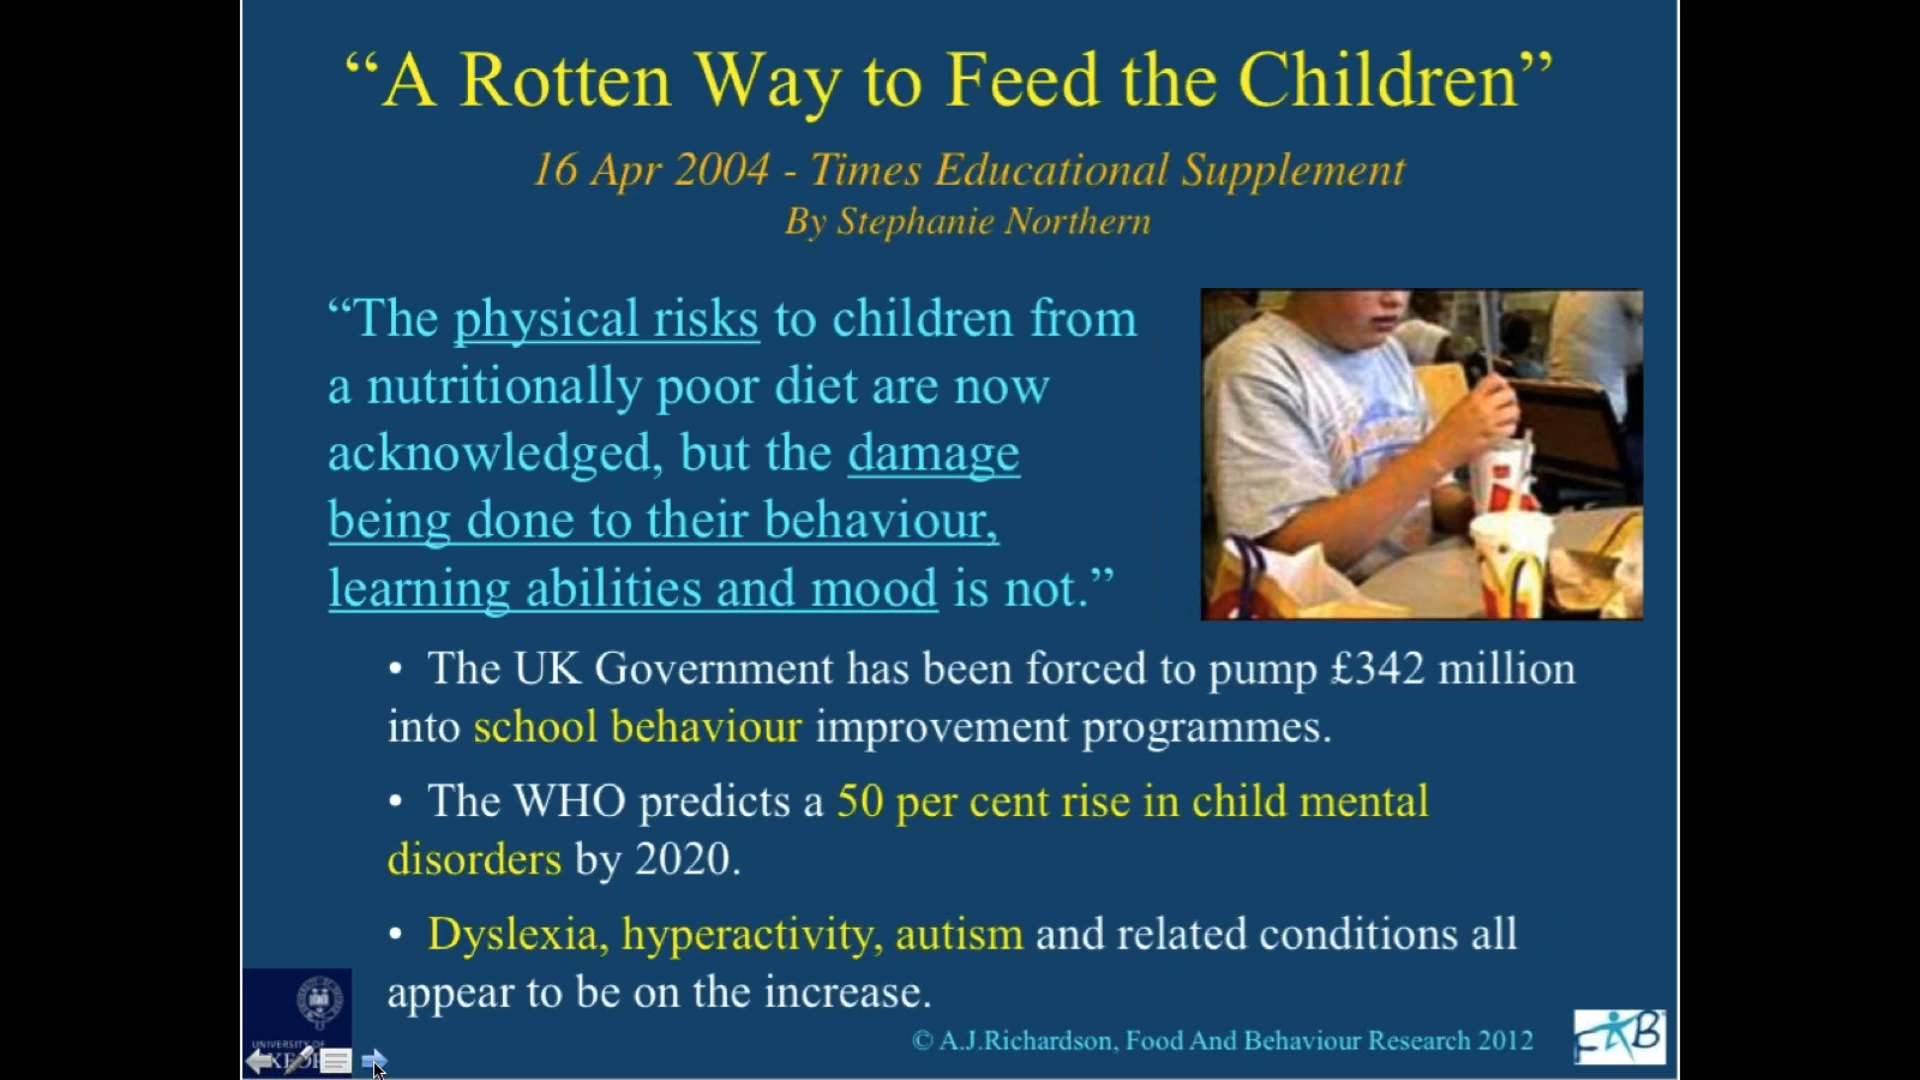 “A Rotten Way to Feed the Children”
16 Apr 2004 - Times Educational Supplement
By Stephanie Northern
“The physical risks to children from
a nutritionally poor diet are now
acknowledged, but the damage
being done to their behaviour,
learning abilities and mood is not.”
• The UK Government has been forced to pump £342 million
into school behaviour improvement programmes.
• The WHO predicts a 50 per cent rise in child mental
disorders by 2020.
• Dyslexia, hyperactivity, autism and related conditions all
appear to be on the increase.
UNIVERSITY OF
© A.J.Richardson, Food And Behaviour Research 2012
FAB